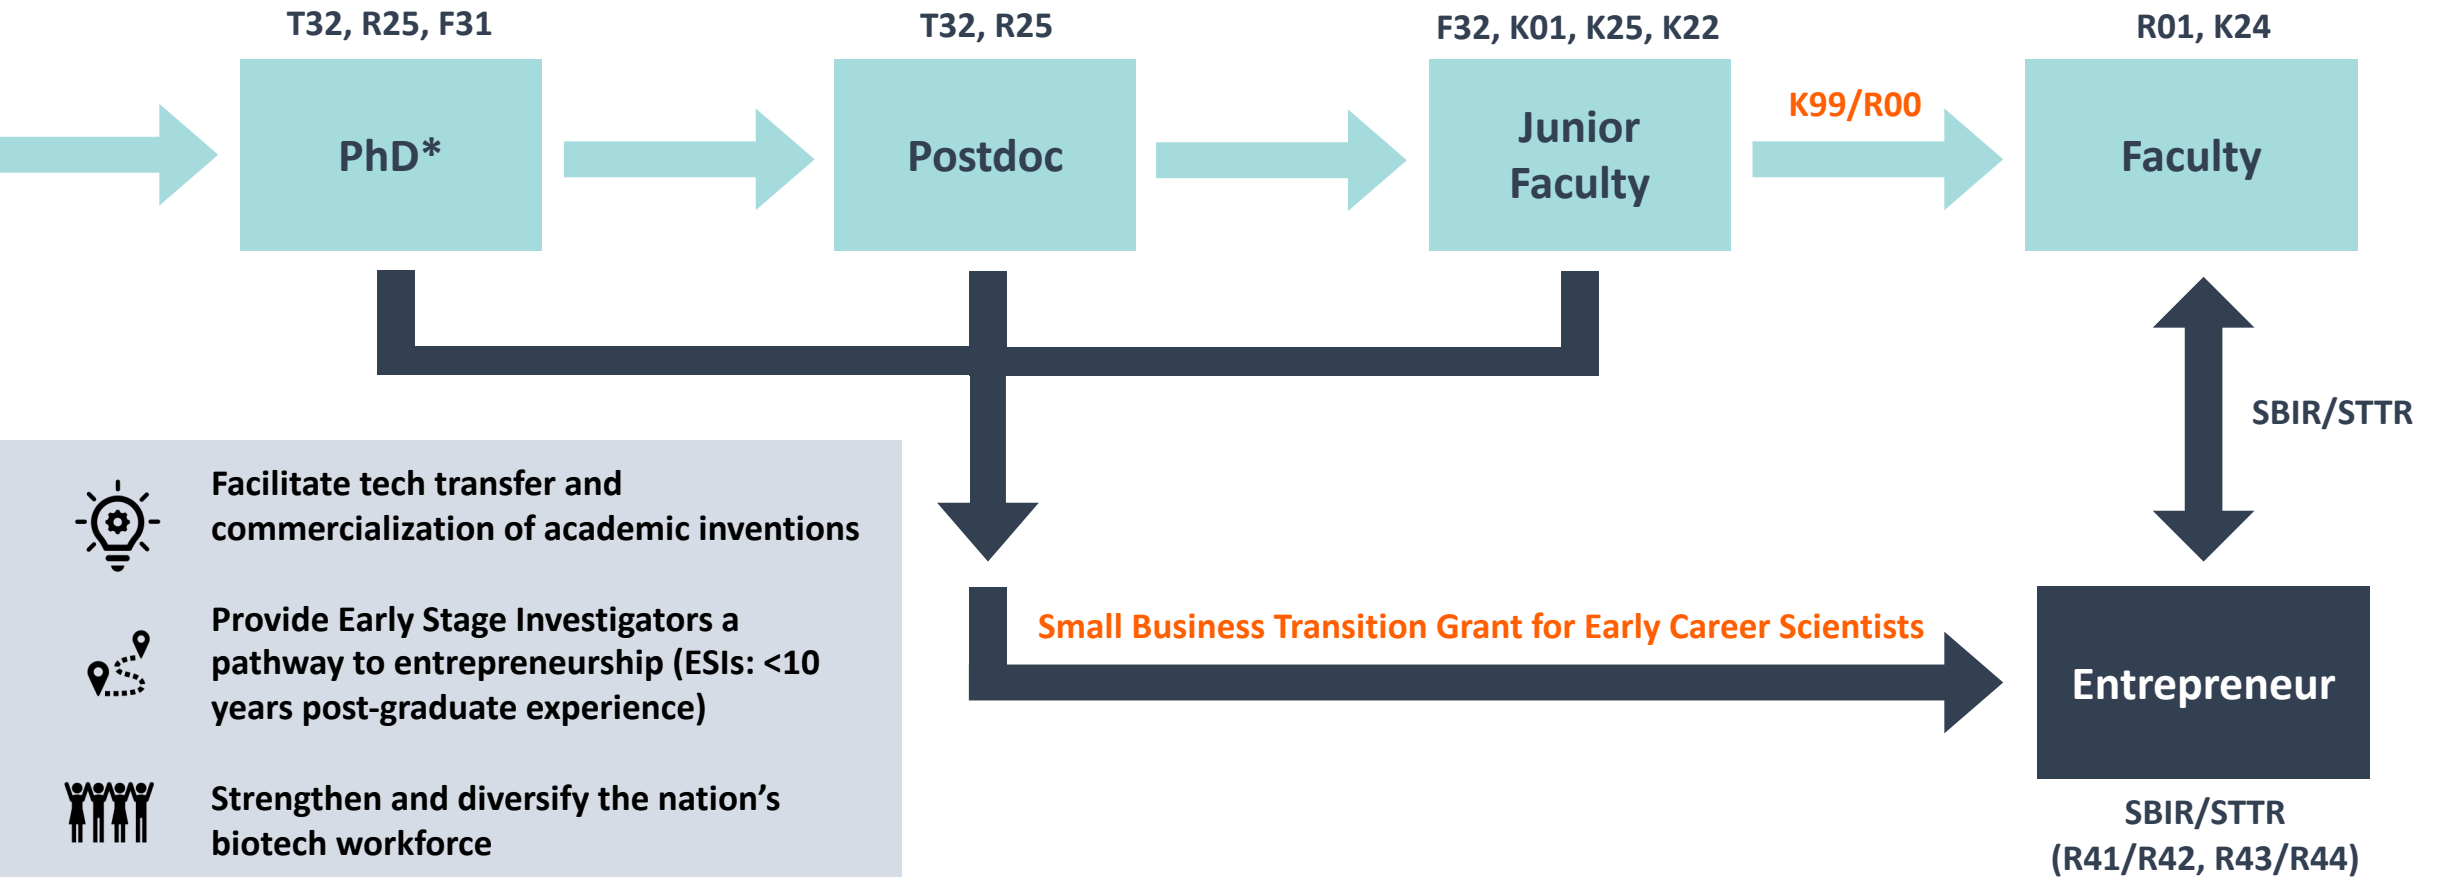 T32, R25, F31
T32, R25
F32, K01, K25, K22
R01, K24
PhD*
Postdoc
Junior
Faculty
K99/R00
Faculty
SBIR/STTR
Facilitate tech transfer and
commercialization of academic inventions
Provide Early Stage Investigators a
pathway to entrepreneurship (ESIs: <10
years post-graduate experience)
Strengthen and diversify the nation’s
biotech workforce
Small Business Transition Grant for Early Career Scientists
Entrepreneur
SBIR/STTR
(R41/R42, R43/R44)